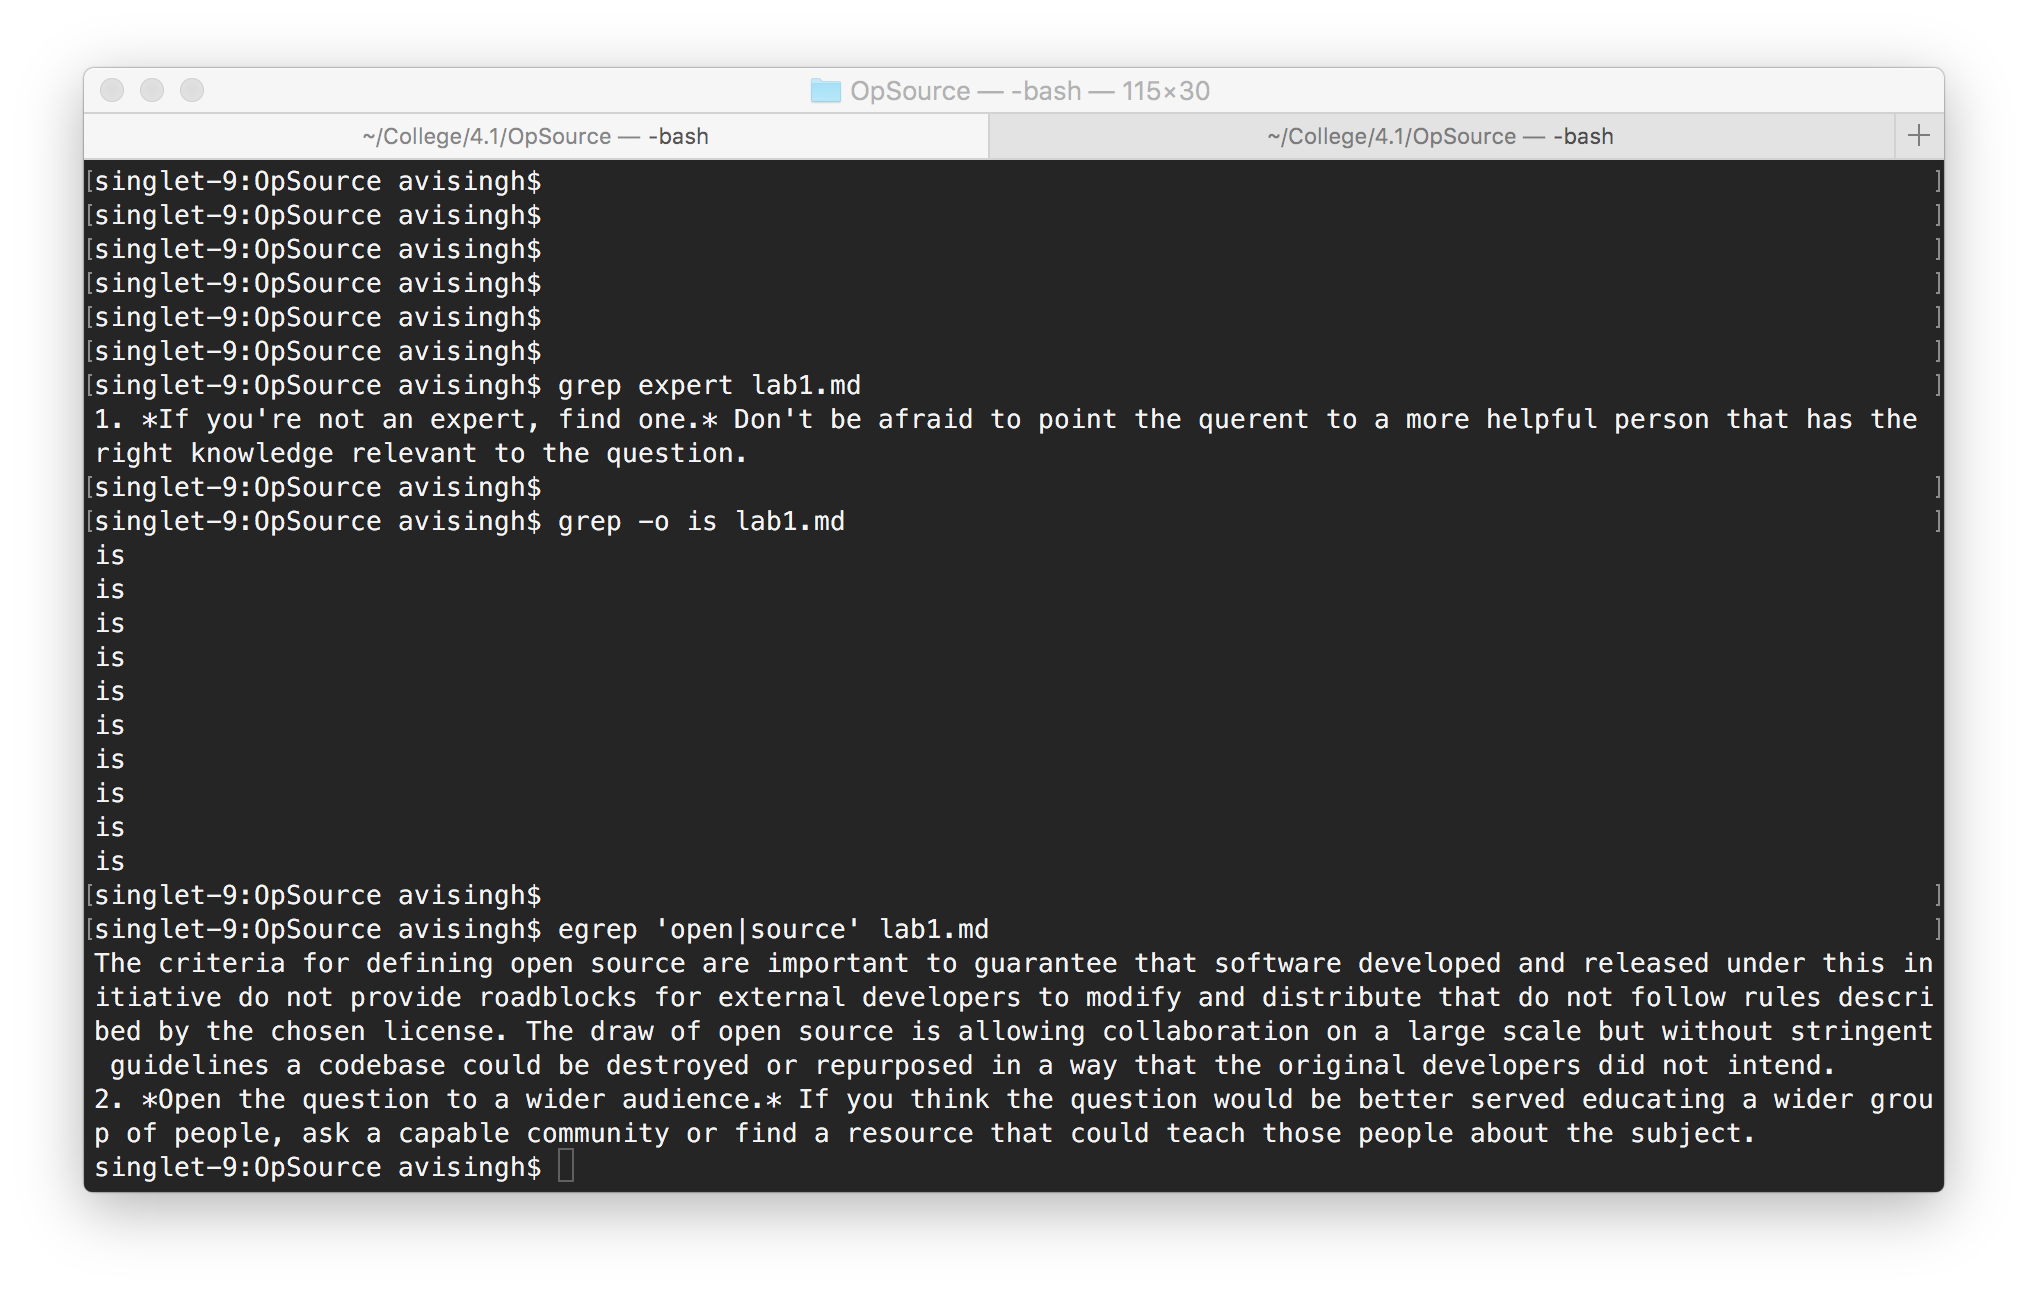 OpSource — -bash — 115×30
~/College/4.1/OpSource — -bash
~/College/4.1/OpSource — -bash
[singlet-9:OpSource avisingh$ ]
[singlet-9:OpSource avisingh$ ]
[singlet-9:OpSource avisingh$ ]
[singlet-9:OpSource avisingh$ ]
[singlet-9:OpSource avisingh$ ]
[singlet-9:OpSource avisingh$ ]
[singlet-9:OpSource avisingh$ grep expert lab1.md ]
1. *If you're not an expert, find one.* Don't be afraid to point the querent to a more helpful person that has the
right knowledge relevant to the question.
[singlet-9:OpSource avisingh$ ]
[singlet-9:OpSource avisingh$ grep -o is lab1.md ]
is
is
is
is
is
is
is
is
is
is
[singlet-9:OpSource avisingh$ ]
[singlet-9:OpSource avisingh$ egrep 'open|source' lab1.md ]
The criteria for defining open source are important to guarantee that software developed and released under this in
itiative do not provide roadblocks for external developers to modify and distribute that do not follow rules descri
bed by the chosen license. The draw of open source is allowing collaboration on a large scale but without stringent
 guidelines a codebase could be destroyed or repurposed in a way that the original developers did not intend.
2. *Open the question to a wider audience.* If you think the question would be better served educating a wider grou
p of people, ask a capable community or find a resource that could teach those people about the subject.
singlet-9:OpSource avisingh$